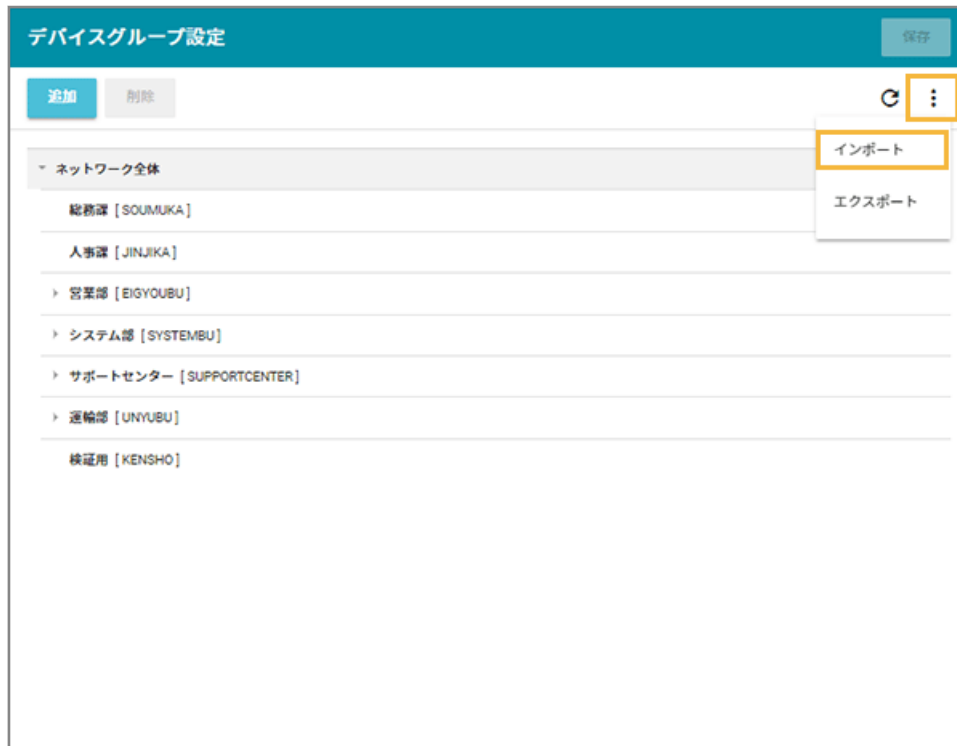 デバイスグループ設定
保存
追加
削除
インポート
エクスポート
ネットワーク全体
総務課 [SOUMUKA]
人事課 [JINJIKA]
営業部 [EIGYOUBU]
システム部 [SYSTEMBU]
サポートセンター [SUPPORTCENTER]
運輸部 [UNYUBU]
検証用 [KENSHO]